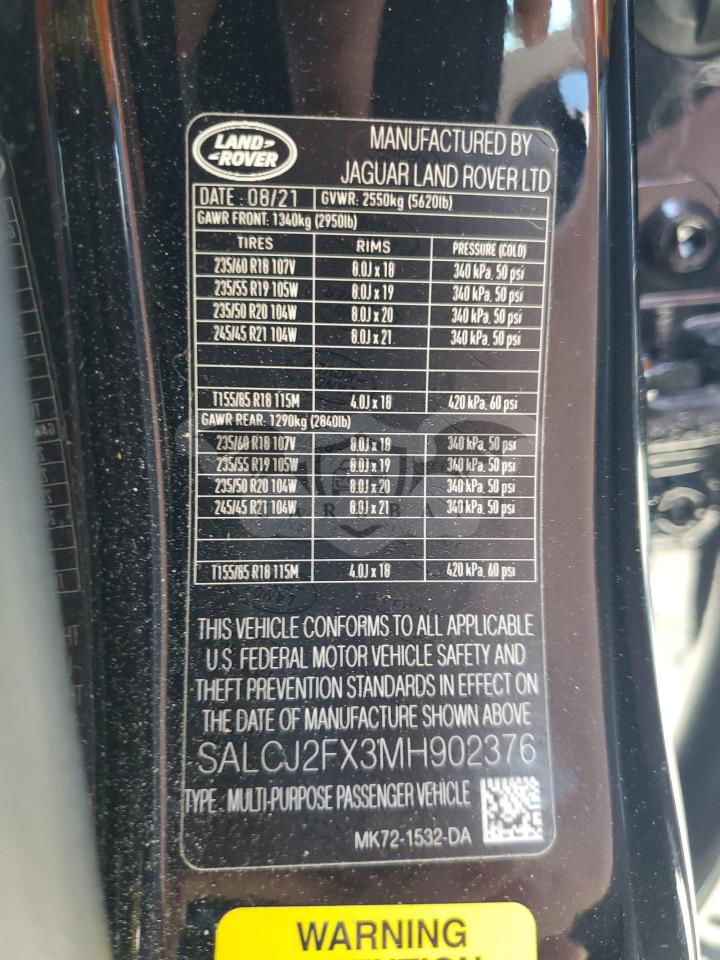 LAND-
-ROVER
MANUFACTURED BY
JAGUAR LAND ROVER LTD
DATE : 08/21 GVWR: 2550kg (5620lb)
GAWR FRONT: 1340kg (2950lb)
TIRES RIMS PRESSURE (COLD)
235/60 R18 107V 8.0J x 18 340 kPa, 50 psi
235/55 R19 105W 8.0J x 19 340 kPa, 50 psi
235/50 R20 104W 8.0J x 20 340 kPa, 50 psi
245/45 R21 104W 8.0J x 21 340 kPa, 50 psi
T155/85 R18 115M 4.0J x 18 420 kPa, 60 psi
GAWR REAR: 1290kg (2840lb)
235/60 R18 107V 8.0J x 18 340 kPa, 50 psi
235/55 R19 105W 8.0J x 19 340 kPa, 50 psi
235/50 R20 104W 8.0J x 20 340 kPa, 50 psi
245/45 R21 104W 8.0J x 21 340 kPa, 50 psi
T155/85 R18 115M 4.0J x 18 420 kPa, 60 psi
THIS VEHICLE CONFORMS TO ALL APPLICABLE
U.S. FEDERAL MOTOR VEHICLE SAFETY AND
THEFT PREVENTION STANDARDS IN EFFECT ON
THE DATE OF MANUFACTURE SHOWN ABOVE
SALCJ2FX3MH902376
TYPE : MULTI-PURPOSE PASSENGER VEHICLE
MK72-1532-DA
WARNING